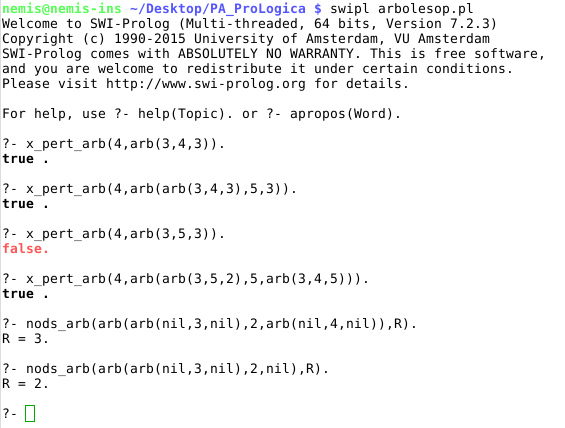 nemis@nemis-ins ~/Desktop/PA_ProLogica $ swipl arbolesop.pl
Welcome to SWI-Prolog (Multi-threaded, 64 bits, Version 7.2.3)
Copyright (c) 1990-2015 University of Amsterdam, VU Amsterdam
SWI-Prolog comes with ABSOLUTELY NO WARRANTY. This is free software,
and you are welcome to redistribute it under certain conditions.
Please visit http://www.swi-prolog.org for details.
For help, use ?- help(Topic). or ?- apropos(Word).
?- x_pert_arb(4,arb(3,4,3)).
true .
?- x_pert_arb(4,arb(arb(3,4,3),5,3)).
true .
?- x_pert_arb(4,arb(3,5,3)).
false.
?- x_pert_arb(4,arb(arb(3,5,2),5,arb(3,4,5))).
true .
?- nods_arb(arb(arb(nil,3,nil),2,arb(nil,4,nil)),R).
R = 3.
?- nods_arb(arb(arb(nil,3,nil),2,nil),R).
R = 2.
?-